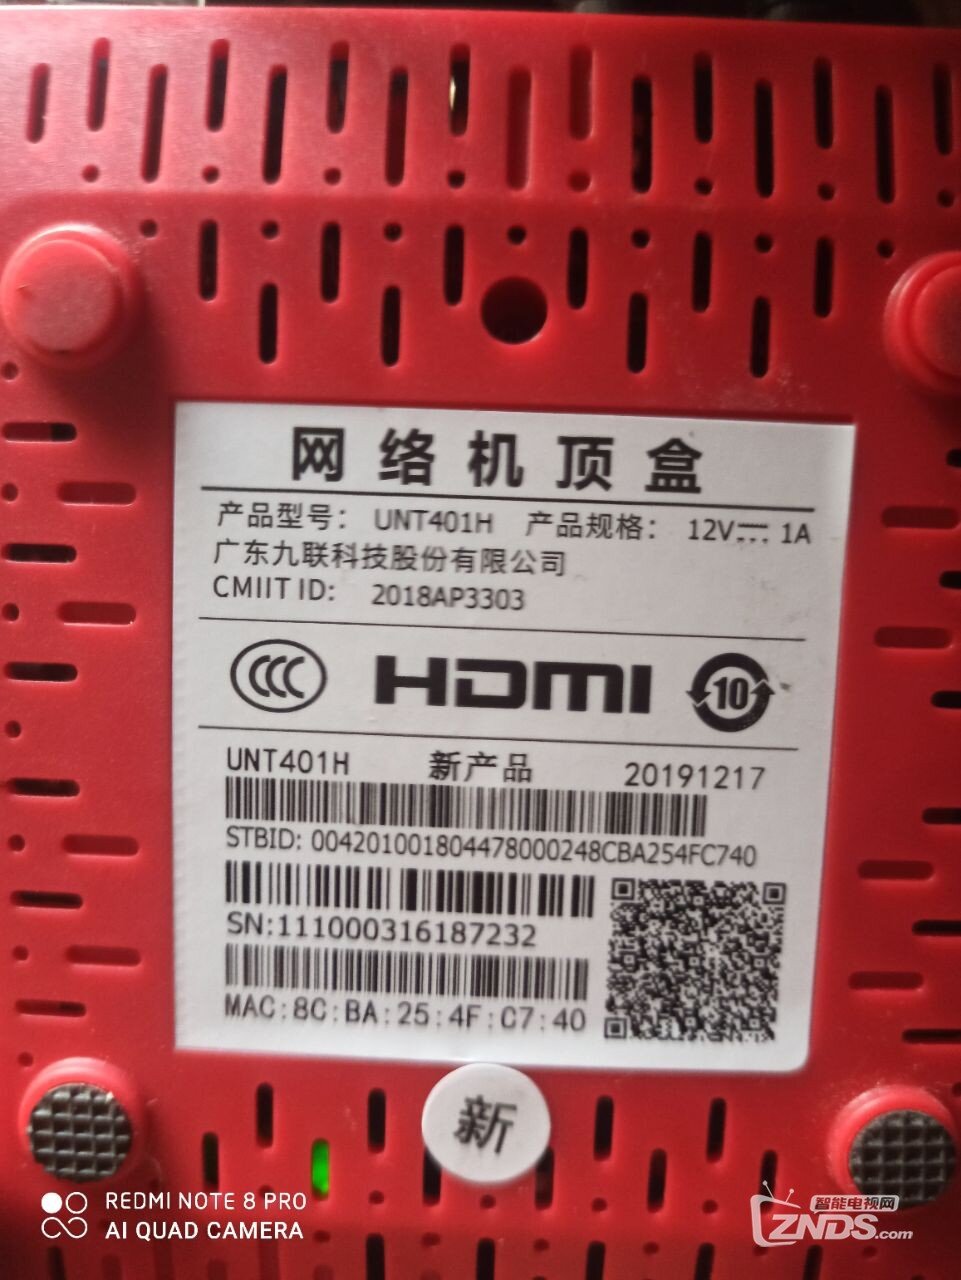 网络机顶盒
产品型号： UNT401H 产品规格： 12V⎓ 1A
广东九联科技股份有限公司
CMIIT ID: 2018AP3303
CCC HDMI 10
UNT401H 新产品 20191217
STBID: 004201001804478000248CBA254FC740
SN:111000316187232
MAC:8C:BA:25:4F:C7:40
新
REDMI NOTE 8 PRO
AI QUAD CAMERA
智能电视网
ZNDS.com